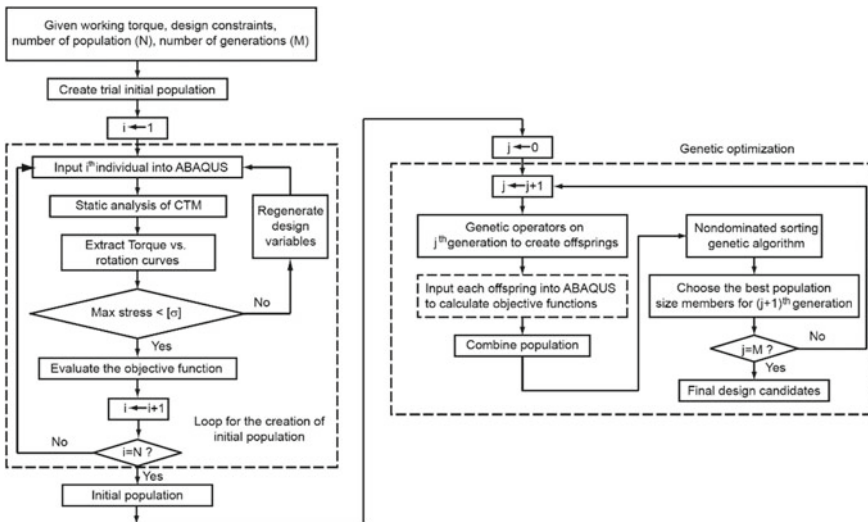 Given working torque, design constraints,
number of population (N), number of generations (M)
Create trial initial population
i ← 1
Input iᵗʰ individual into ABAQUS
Static analysis of CTM
Extract Torque vs.
rotation curves
Regenerate
design
variables
Max stress < [σ]
No
Yes
Evaluate the objective function
i ← i+1
Loop for the creation of
initial population
No
i=N ?
Yes
Initial population
j ← 0
Genetic optimization
j ← j+1
Genetic operators on
jᵗʰ generation to create offsprings
Input each offspring into ABAQUS
to calculate objective functions
Combine population
Nondominated sorting
genetic algorithm
Choose the best population
size members for (j+1)ᵗʰ generation
No
j=M ?
Yes
Final design candidates